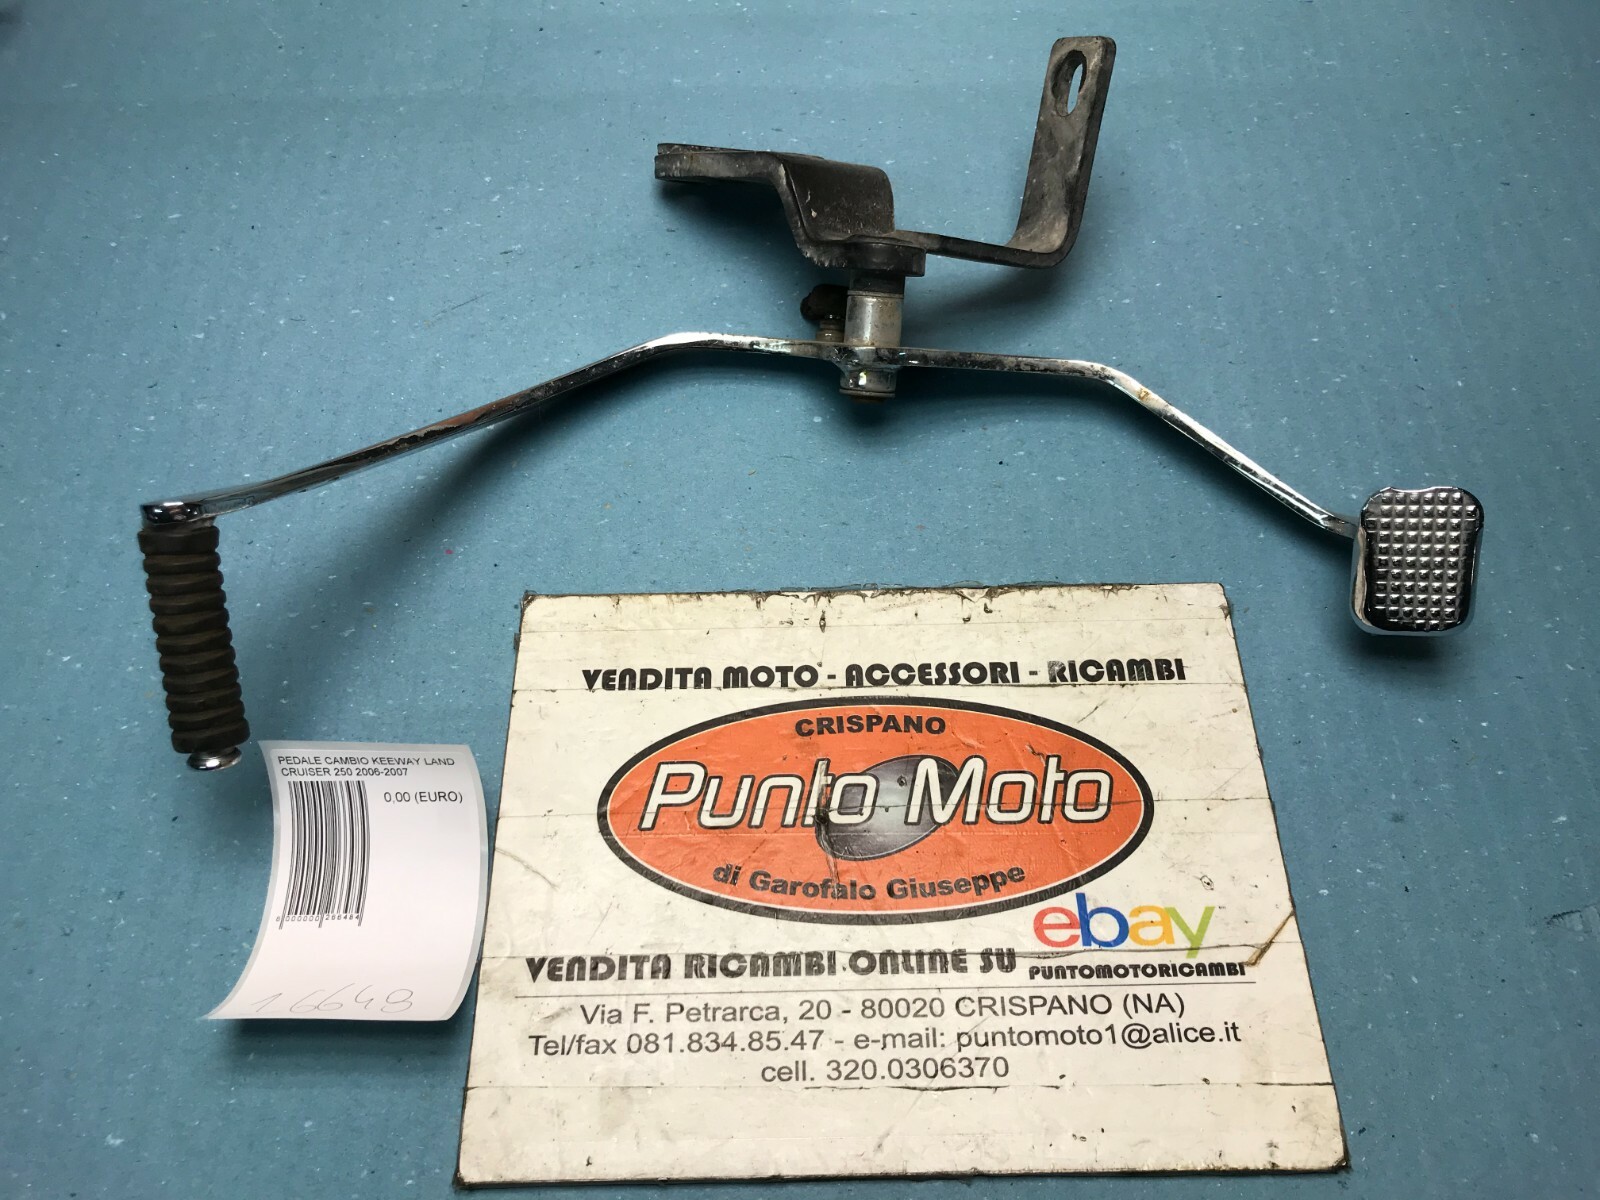 PEDALE CAMBIO KEEWAY LAND
CRUISER 250 2006-2007
0,00 (EURO)
16648
VENDITA MOTO - ACCESSORI - RICAMBI
CRISPANO
Punto Moto
di Garofalo Giuseppe
ebay
VENDITA RICAMBI ONLINE SU PUNTOMOTORICAMBI
Via F. Petrarca, 20 - 80020 CRISPANO (NA)
Tel/fax 081.834.85.47 - e-mail: puntomoto1@alice.it
cell. 320.0306370